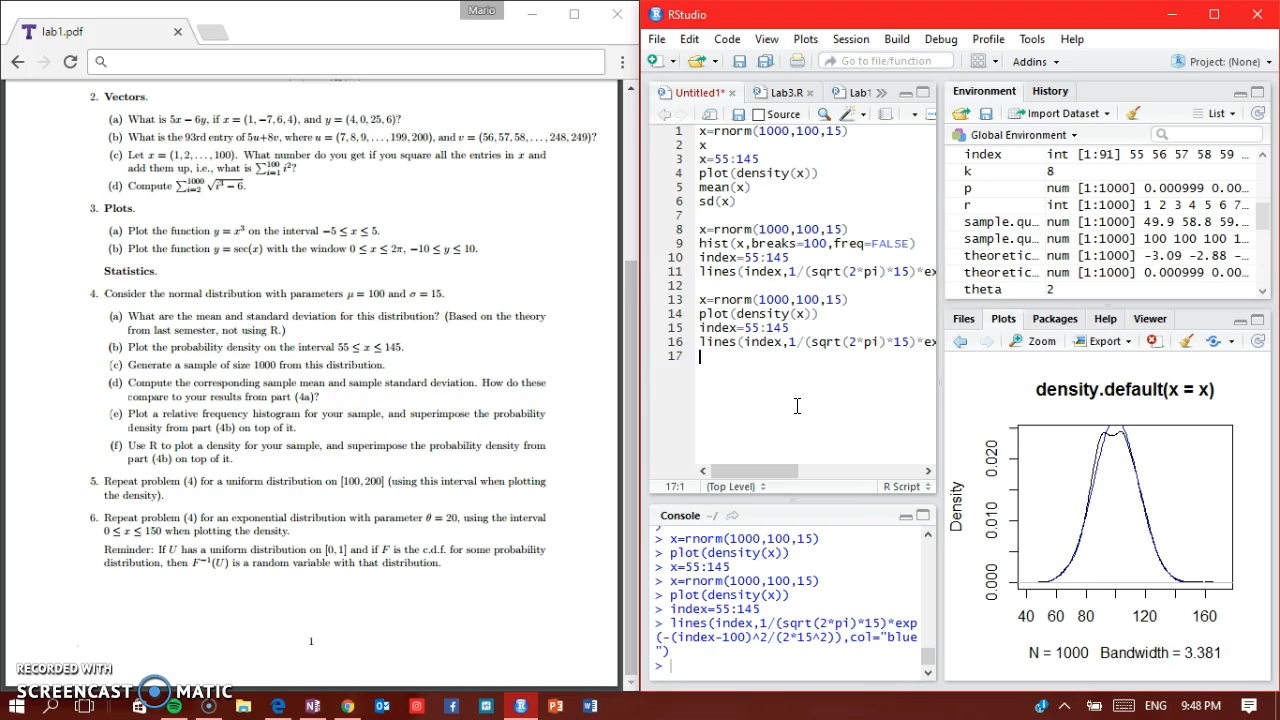 Mario
lab1.pdf
2. Vectors.
(a) What is 5x − 6y, if x = (1, −7, 6, 4), and y = (4, 0, 25, 6)?
(b) What is the 93rd entry of 5u+8v, where u = (7, 8, 9, . . . , 199, 200), and v = (56, 57, 58, . . . , 248, 249)?
(c) Let x = (1, 2, . . . , 100). What number do you get if you square all the entries in x and
add them up, i.e., what is ∑_{i=1}^{100} i²?
(d) Compute ∑_{i=2}^{1000} √(i³ − 6).
3. Plots.
(a) Plot the function y = x³ on the interval −5 ≤ x ≤ 5.
(b) Plot the function y = sec(x) with the window 0 ≤ x ≤ 2π, −10 ≤ y ≤ 10.
Statistics.
4. Consider the normal distribution with parameters μ = 100 and σ = 15.
(a) What are the mean and standard deviation for this distribution? (Based on the theory
from last semester, not using R.)
(b) Plot the probability density on the interval 55 ≤ x ≤ 145.
(c) Generate a sample of size 1000 from this distribution.
(d) Compute the corresponding sample mean and sample standard deviation. How do these
compare to your results from part (4a)?
(e) Plot a relative frequency histogram for your sample, and superimpose the probability
density from part (4b) on top of it.
(f) Use R to plot a density for your sample, and superimpose the probability density from
part (4b) on top of it.
5. Repeat problem (4) for a uniform distribution on [100, 200] (using this interval when plotting
the density).
6. Repeat problem (4) for an exponential distribution with parameter θ = 20, using the interval
0 ≤ x ≤ 150 when plotting the density.
Reminder: If U has a uniform distribution on [0, 1] and if F is the c.d.f. for some probability
distribution, then F⁻¹(U) is a random variable with that distribution.
1
RECORDED WITH
SCREENCAST MATIC
RStudio
File Edit Code View Plots Session Build Debug Profile Tools Help
Go to file/function
Addins
Project: (None)
Untitled1* Lab3.R Lab1
Source
1 x=rnorm(1000,100,15)
2 x
3 x=55:145
4 plot(density(x))
5 mean(x)
6 sd(x)
7
8 x=rnorm(1000,100,15)
9 hist(x,breaks=100,freq=FALSE)
10 index=55:145
11 lines(index,1/(sqrt(2*pi)*15)*ex
12
13 x=rnorm(1000,100,15)
14 plot(density(x))
15 index=55:145
16 lines(index,1/(sqrt(2*pi)*15)*ex
17
17:1 (Top Level) R Script
Console ~/
> x=rnorm(1000,100,15)
> plot(density(x))
> x=55:145
> x=rnorm(1000,100,15)
> plot(density(x))
> index=55:145
> lines(index,1/(sqrt(2*pi)*15)*exp
(-(index-100)^2/(2*15^2)),col="blue
")
>
Environment History
Import Dataset List
Global Environment
index int [1:91] 55 56 57 58 59 ...
k 8
p num [1:1000] 0.000999 0.00...
r int [1:1000] 1 2 3 4 5 6 7...
sample.qu... num [1:1000] 49.9 58.8 59...
sample.qu... num [1:1000] 100 100 100 1...
theoretic... num [1:1000] -3.09 -2.88 -...
theoretic... num [1:1000] 0.000999 0.00...
theta 2
Files Plots Packages Help Viewer
Zoom Export
density.default(x = x)
Density
0.000 0.010 0.020
40 60 80 120 160
N = 1000 Bandwidth = 3.381
ENG 9:48 PM